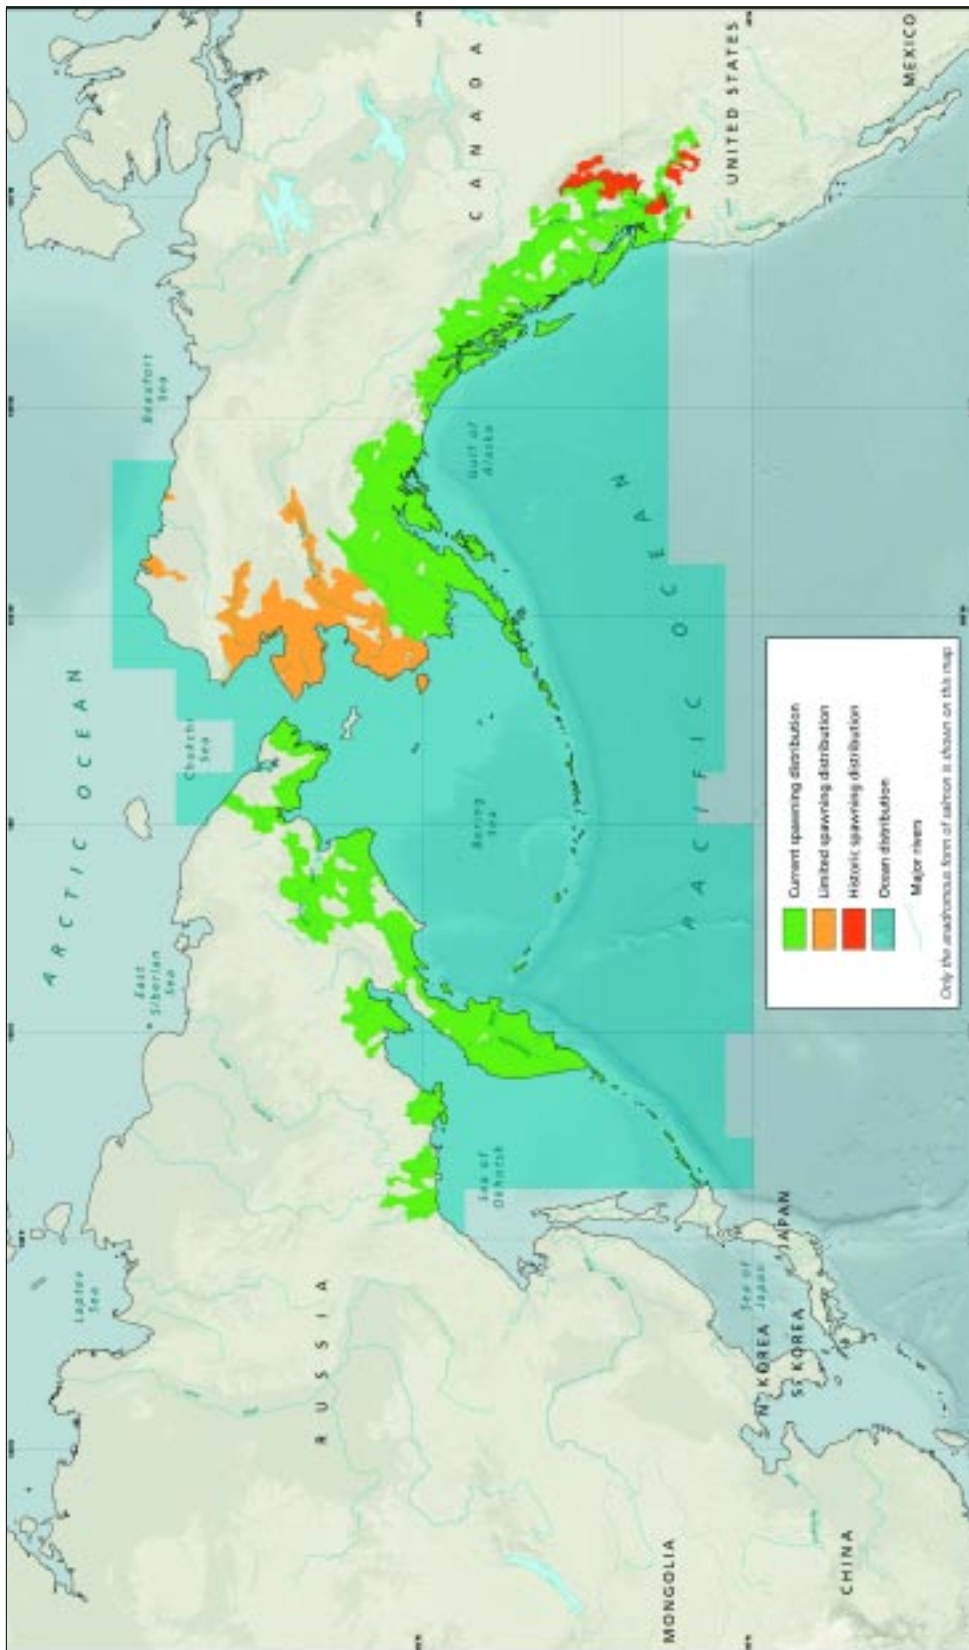 ARCTIC OCEAN
Beaufort
Sea
Chukchi
Sea
East
Siberian
Sea
Laptev
Sea
CANADA
RUSSIA
Gulf of
Alaska
Bering
Sea
Sea of
Okhotsk
PACIFIC OCEAN
UNITED STATES
MEXICO
MONGOLIA
CHINA
N. KOREA
S. KOREA
Sea of
Japan
JAPAN
Current spawning distribution
Limited spawning distribution
Historic spawning distribution
Ocean distribution
Major rivers
Only the anadromous form of salmon is shown on this map